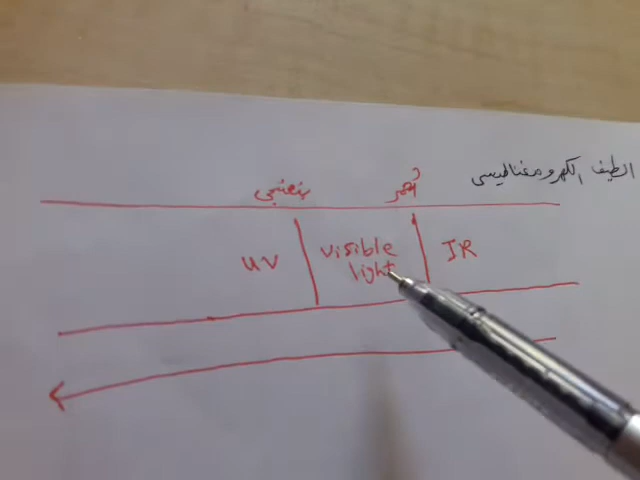 الطيف الكهرومغناطيسي
بنفسجي
أحمر
UV
visible
light
IR